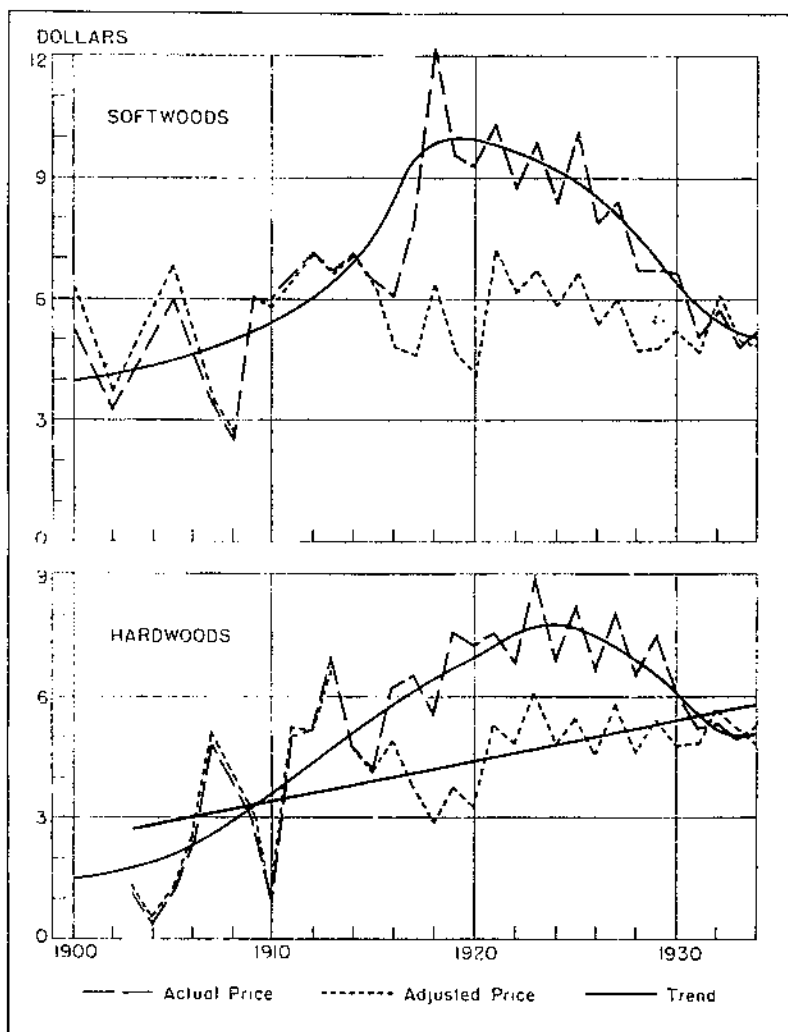 DOLLARS
12
SOFTWOODS
9
6
3
0
9
HARDWOODS
6
3
0
1900 1910 1920 1930
Actual Price Adjusted Price Trend